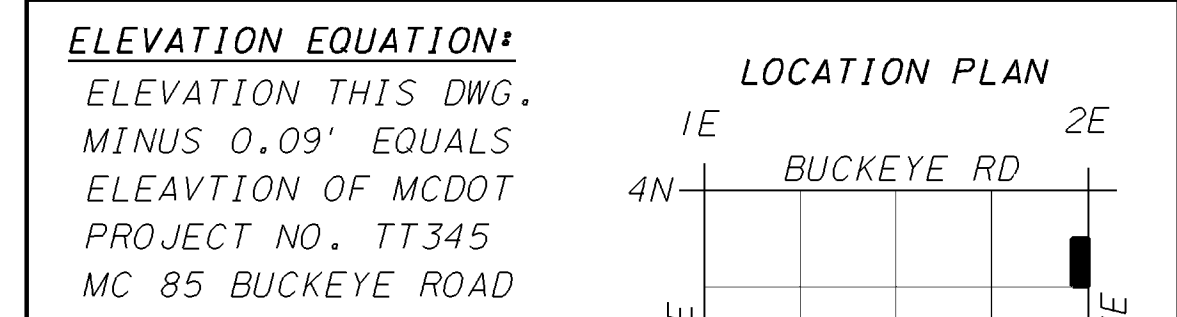 ELEVATION EQUATION:
ELEVATION THIS DWG.
MINUS 0.09' EQUALS
ELEAVTION OF MCDOT
PROJECT NO. TT345
MC 85 BUCKEYE ROAD
LOCATION PLAN
1E 2E
BUCKEYE RD
4N
E
E